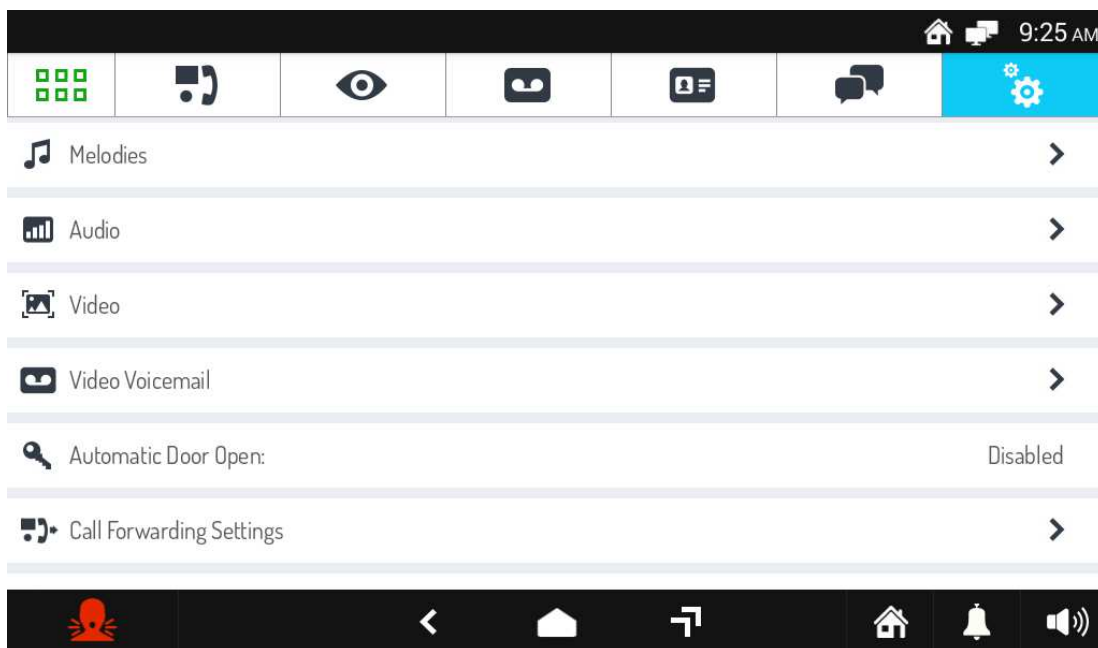 9:25 AM
Melodies
Audio
Video
Video Voicemail
Automatic Door Open: Disabled
Call Forwarding Settings